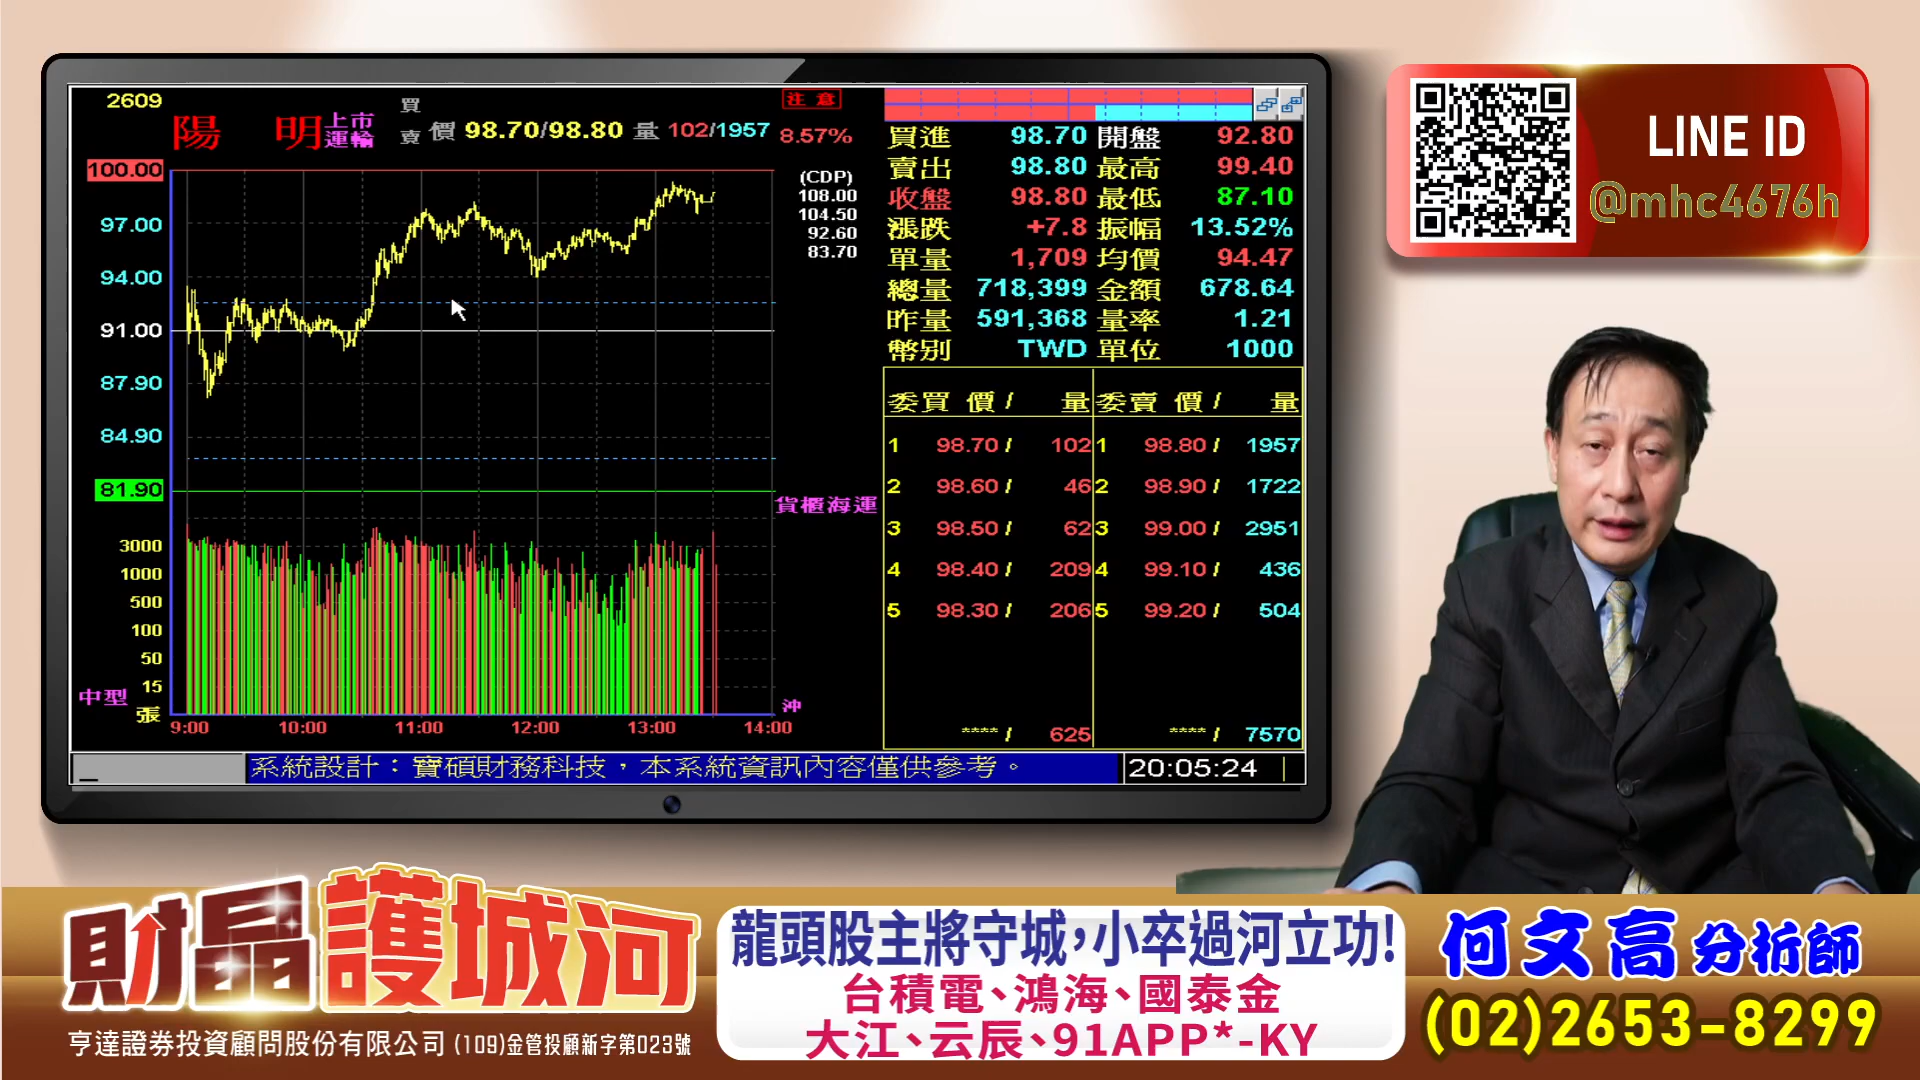 2609
陽 明
上市
運輸
買
賣
價 98.70/98.80 量 102/1957
注意
8.57%
100.00
97.00
94.00
91.00
87.90
84.90
81.90
(CDP)
108.00
104.50
92.60
83.70
貨櫃海運
3000
1000
500
100
50
15
張
中型
沖
9:00 10:00 11:00 12:00 13:00 14:00
買進 98.70 開盤 92.80
賣出 98.80 最高 99.40
收盤 98.80 最低 87.10
漲跌 +7.8 振幅 13.52%
單量 1,709 均價 94.47
總量 718,399 金額 678.64
昨量 591,368 量率 1.21
幣別 TWD 單位 1000
委買 價/ 量 委賣 價/ 量
1 98.70/ 102 1 98.80/ 1957
2 98.60/ 46 2 98.90/ 1722
3 98.50/ 62 3 99.00/ 2951
4 98.40/ 209 4 99.10/ 436
5 98.30/ 206 5 99.20/ 504
****/ 625 ****/ 7570
系統設計：寶碩財務科技，本系統資訊內容僅供參考。
20:05:24
LINE ID
@mhc4676h
財晶護城河
亨達證券投資顧問股份有限公司 (109)金管投顧新字第023號
龍頭股主將守城，小卒過河立功!
台積電、鴻海、國泰金
大江、云辰、91APP*-KY
何文高分析師
(02)2653-8299